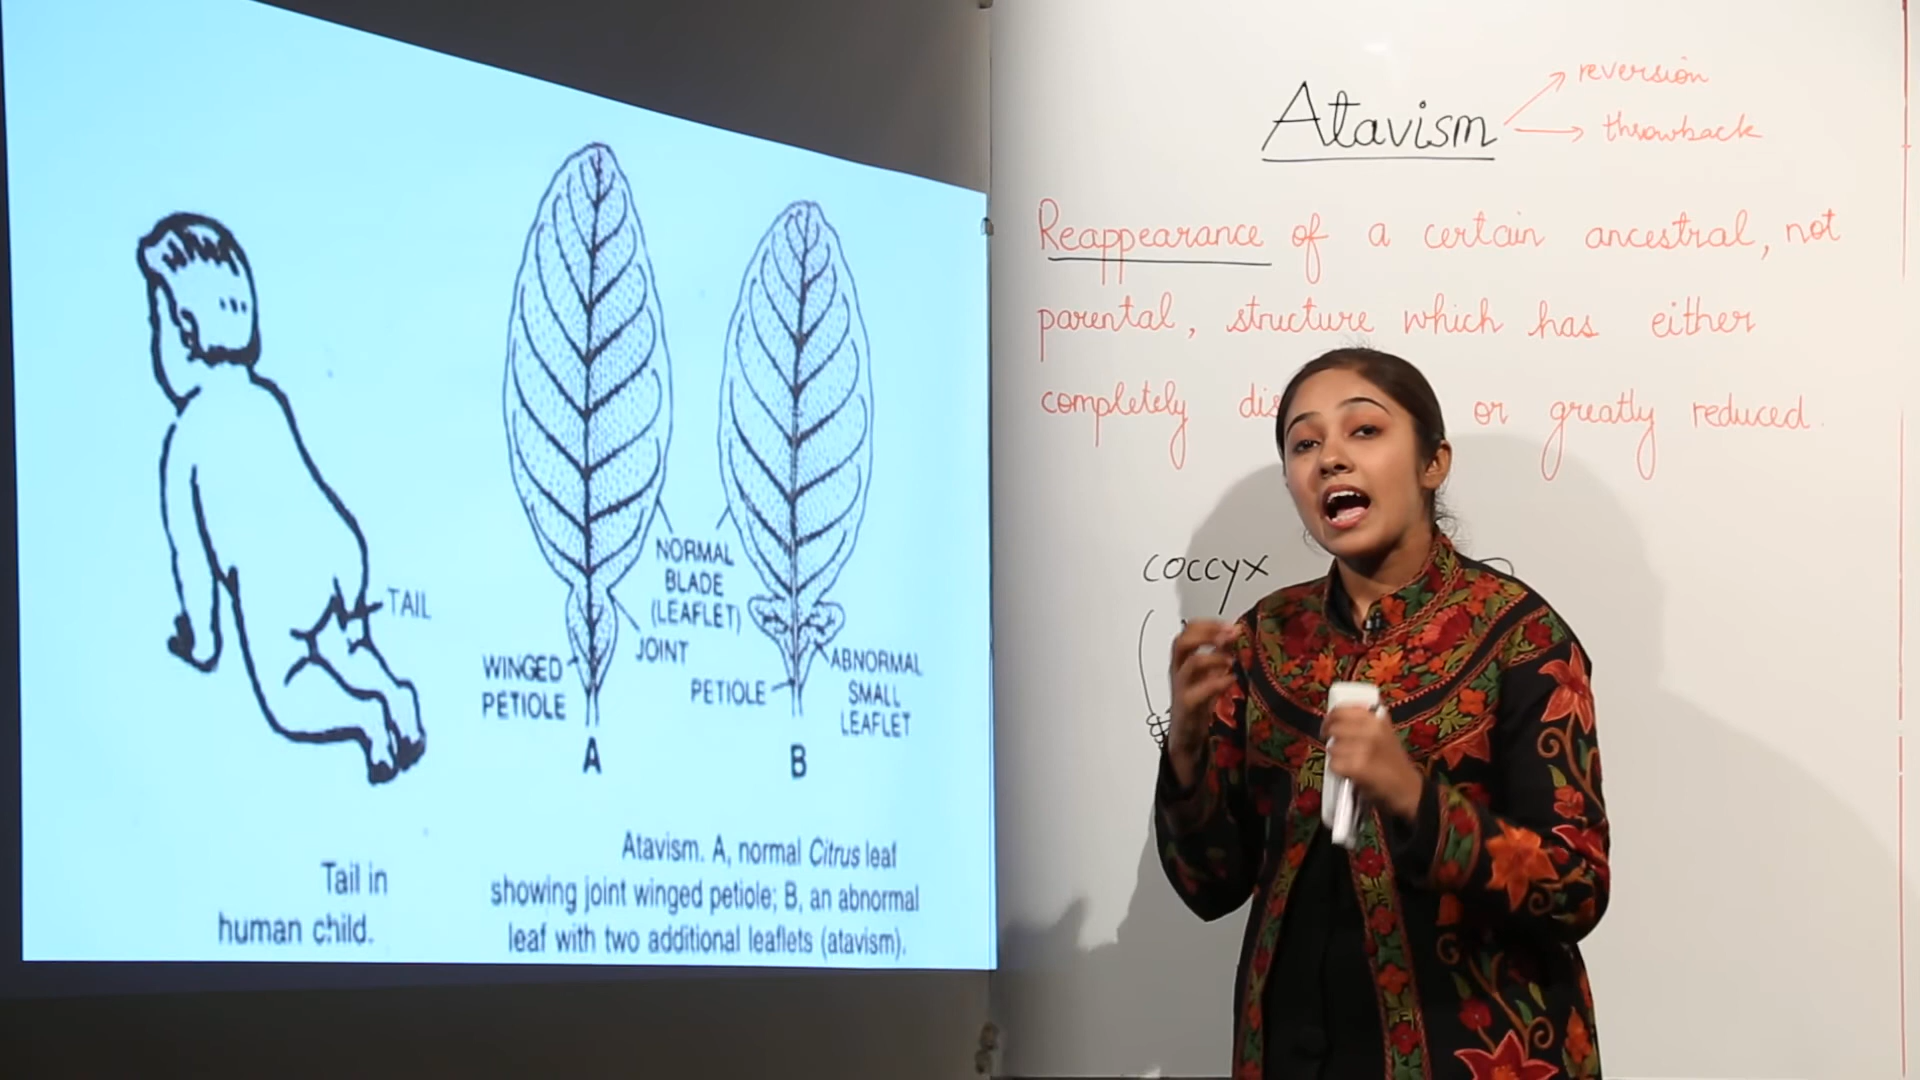 TAIL
NORMAL
BLADE
(LEAFLET)
JOINT
WINGED
PETIOLE
PETIOLE
ABNORMAL
SMALL
LEAFLET
A
B
Tail in
human child.
Atavism. A, normal Citrus leaf
showing joint winged petiole; B, an abnormal
leaf with two additional leaflets (atavism).
Atavism
reversion
throwback
Reappearance of a certain ancestral, not
parental, structure which has either
completely or greatly reduced.
coccyx